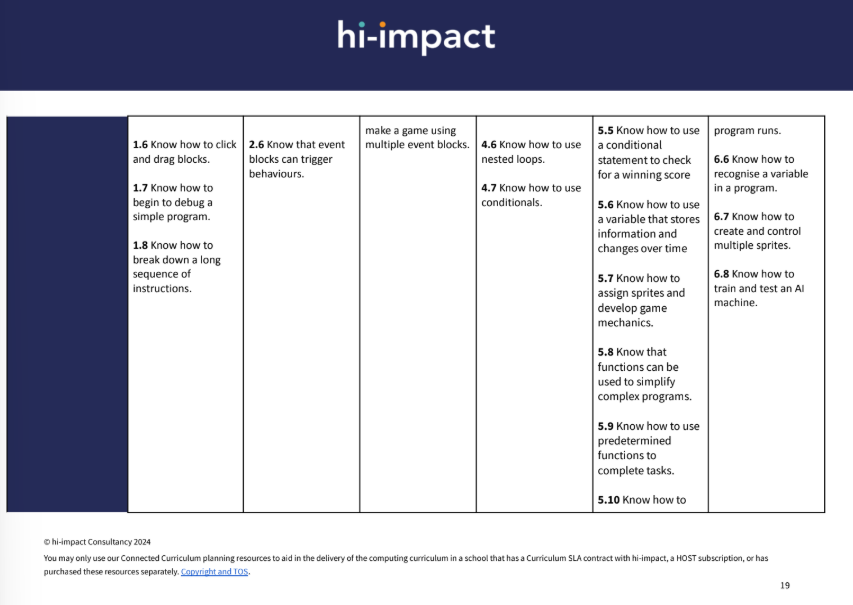 hi-impact
1.6 Know how to click
and drag blocks.
1.7 Know how to
begin to debug a
simple program.
1.8 Know how to
break down a long
sequence of
instructions.
2.6 Know that event
blocks can trigger
behaviours.
make a game using
multiple event blocks.
4.6 Know how to use
nested loops.
4.7 Know how to use
conditionals.
5.5 Know how to use
a conditional
statement to check
for a winning score
5.6 Know how to use
a variable that stores
information and
changes over time
5.7 Know how to
assign sprites and
develop game
mechanics.
5.8 Know that
functions can be
used to simplify
complex programs.
5.9 Know how to use
predetermined
functions to
complete tasks.
5.10 Know how to
program runs.
6.6 Know how to
recognise a variable
in a program.
6.7 Know how to
create and control
multiple sprites.
6.8 Know how to
train and test an AI
machine.
© hi-impact Consultancy 2024
You may only use our Connected Curriculum planning resources to aid in the delivery of the computing curriculum in a school that has a Curriculum SLA contract with hi-impact, a HOST subscription, or has
purchased these resources separately. Copyright and TOS.
19